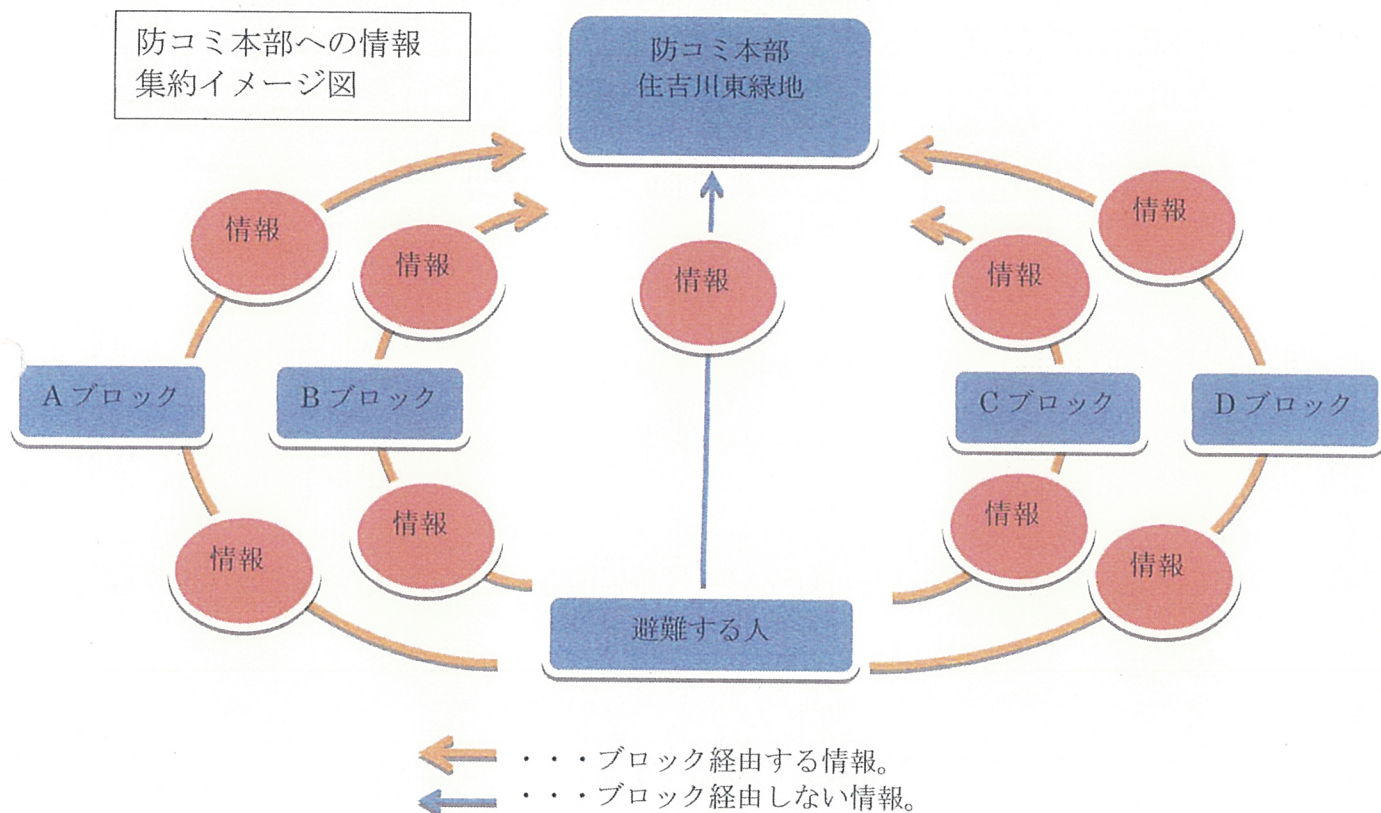 防コミ本部への情報
集約イメージ図
防コミ本部
住吉川東緑地
情報
情報
情報
情報
情報
Aブロック
Bブロック
Cブロック
Dブロック
情報
情報
情報
情報
避難する人
・・・ブロック経由する情報。
・・・ブロック経由しない情報。